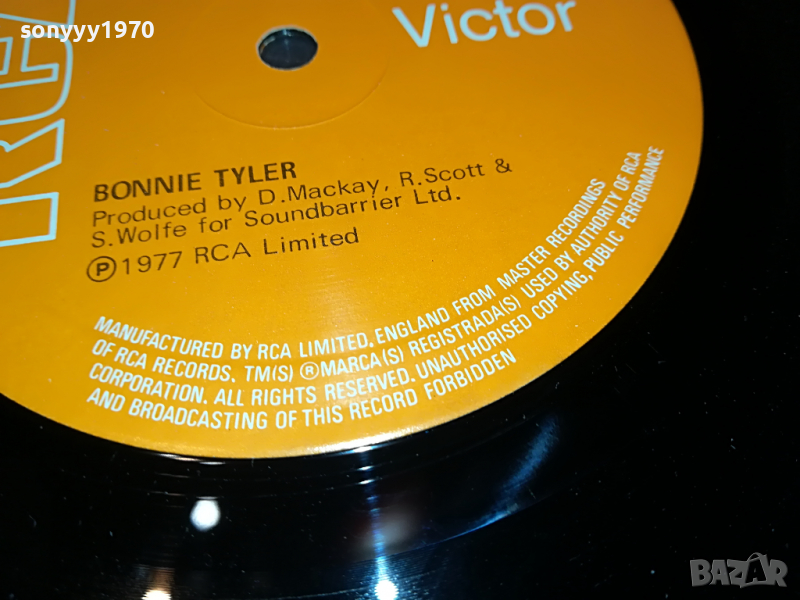 sonyyy1970
RCA
Victor
BONNIE TYLER
Produced by D.Mackay, R.Scott &
S.Wolfe for Soundbarrier Ltd.
Ⓟ1977 RCA Limited
MANUFACTURED BY RCA LIMITED. ENGLAND FROM MASTER RECORDINGS
OF RCA RECORDS. TM(S) ®MARCA(S) REGISTRADA(S) USED BY AUTHORITY OF RCA
CORPORATION. ALL RIGHTS RESERVED. UNAUTHORISED COPYING, PUBLIC PERFORMANCE
AND BROADCASTING OF THIS RECORD FORBIDDEN
BAZAR